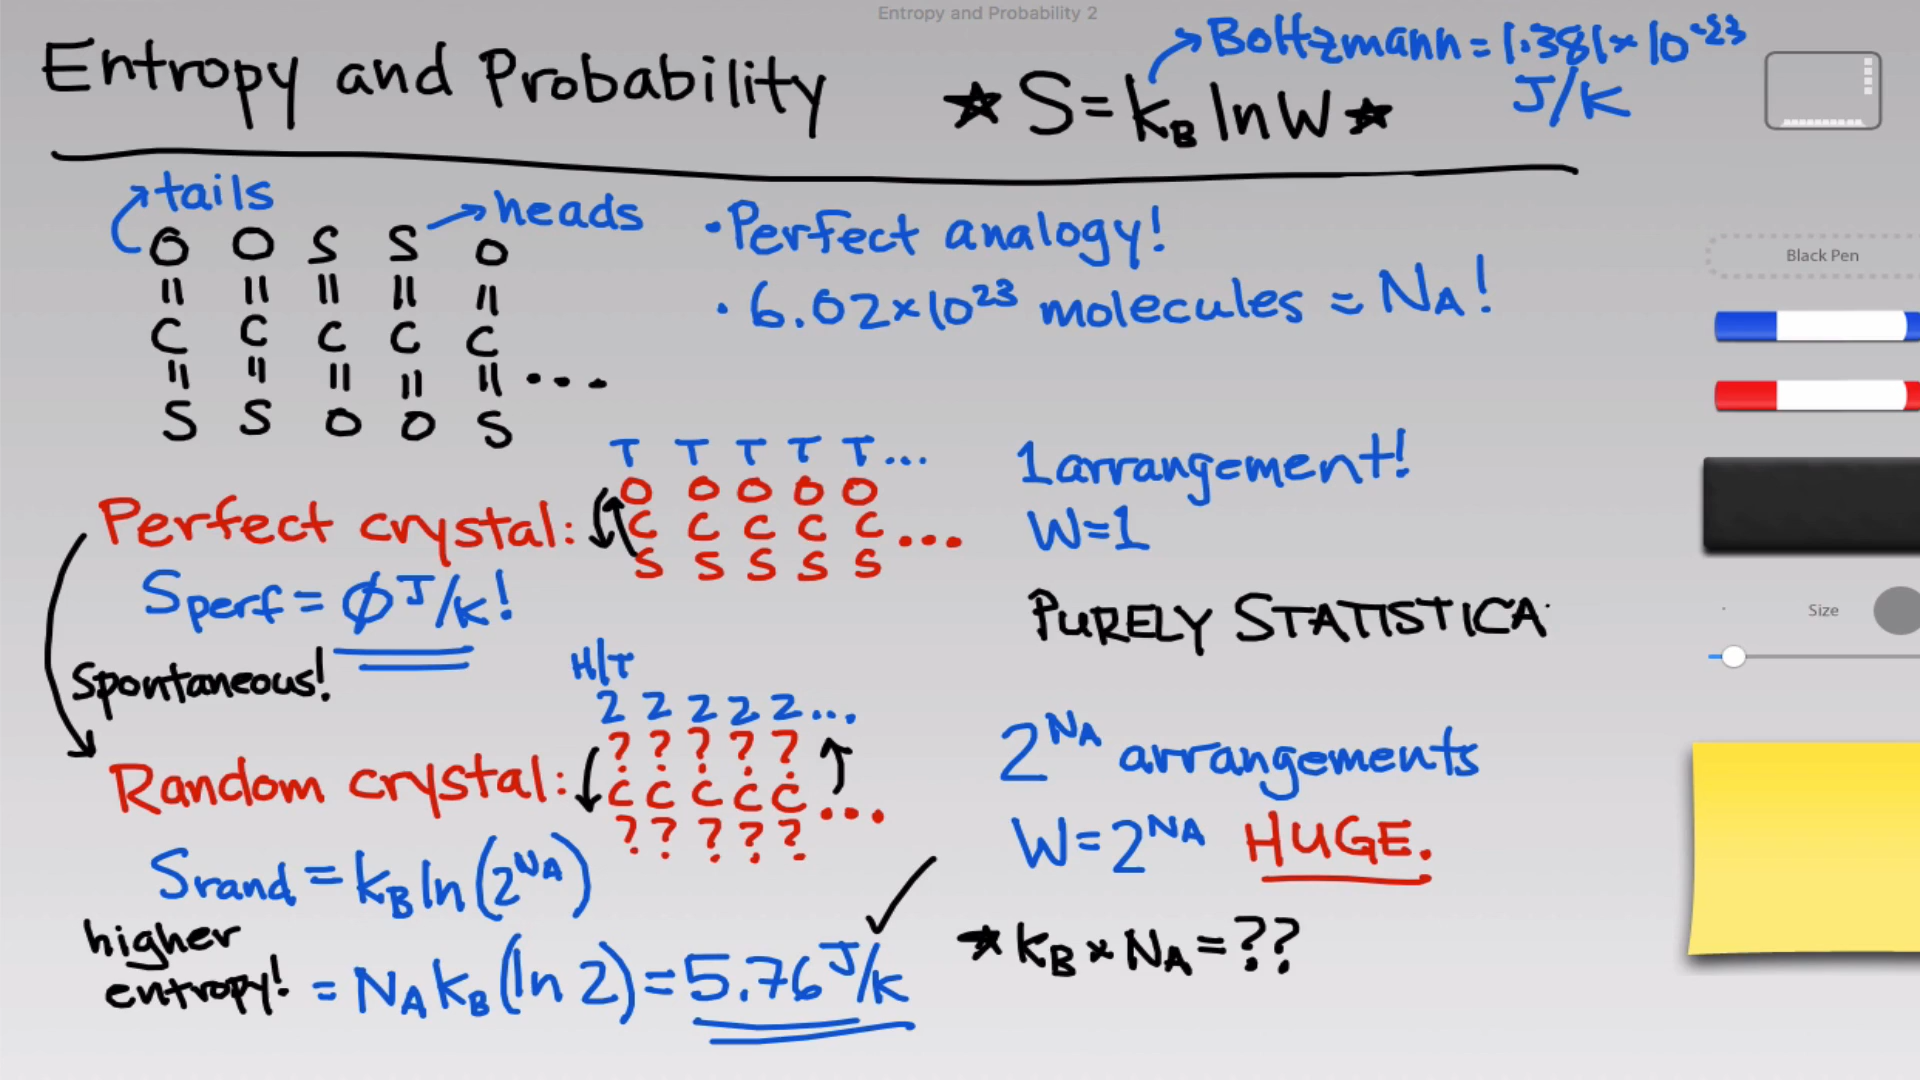 Entropy and Probability 2
Entropy and Probability
★ S = kB ln W ★
Boltzmann = 1.381 × 10^-23
J/K
tails
heads
O O S S O
|| || || || ||
C C C C C
|| || || || || ...
S S O O S
• Perfect analogy!
• 6.02×10^23 molecules = NA!
Perfect crystal:
T T T T T ...
O O O O O
C C C C C ...
S S S S S
1 arrangement!
W=1
Sperf = ∅ J/K!
PURELY STATISTICA
Spontaneous!
H/T
2 2 2 2 2 ...
? ? ? ? ?
Random crystal:
C C C C C ...
? ? ? ? ?
2^NA arrangements
W = 2^NA HUGE.
Srand = kB ln (2^NA)
higher
entropy!
= NA kB (ln 2) = 5.76 J/K
★ kB × NA = ??
Black Pen
Size